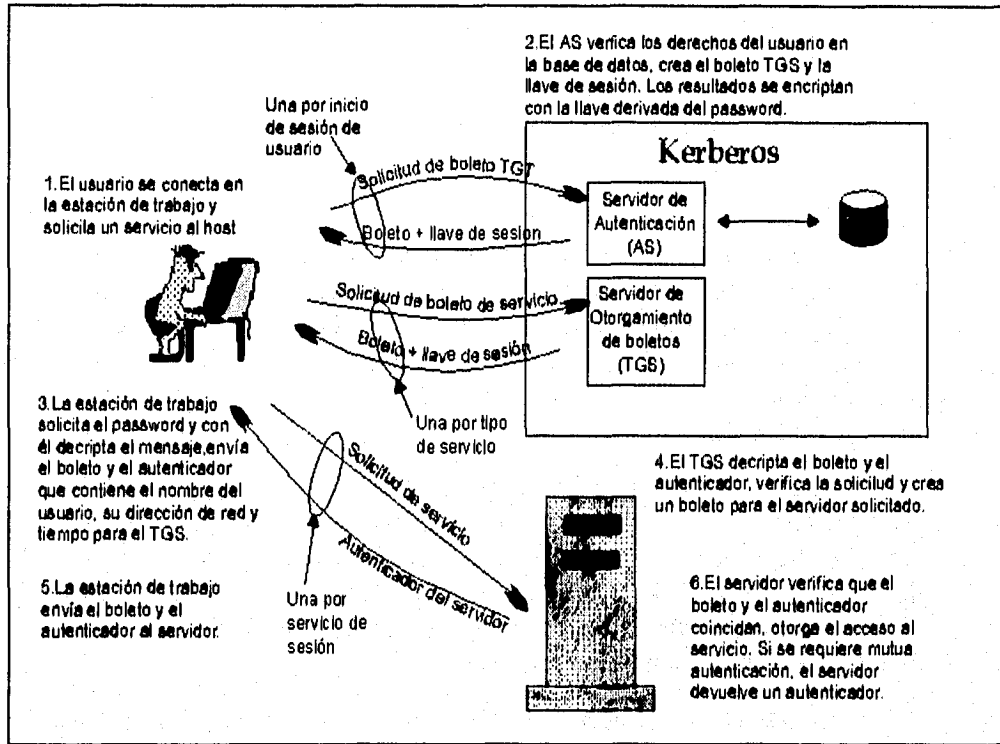 2.El AS verifica los derechos del usuario en
la base de datos, crea el boleto TGS y la
llave de sesión. Los resultados se encriptan
con la llave derivada del password.
Una por inicio
de sesión de
usuario
Kerberos
1.El usuario se conecta en
la estación de trabajo y
solicita un servicio al host
Solicitud de boleto TGT
Boleto + llave de sesión
Servidor de
Autenticación
(AS)
Solicitud de boleto de servicio
Boleto + llave de sesión
Servidor de
Otorgamiento
de boletos
(TGS)
Una por tipo
de servicio
3.La estación de trabajo
solicita el password y con
él decripta el mensaje,envía
el boleto y el autenticador
que contiene el nombre del
usuario, su dirección de red y
tiempo para el TGS.
4.El TGS decripta el boleto y el
autenticador, verifica la solicitud y crea
un boleto para el servidor solicitado.
Solicitud de servicio
Autenticador del servidor
5.La estación de trabajo
envía el boleto y el
autenticador al servidor.
Una por
servicio de
sesión
6.El servidor verifica que el
boleto y el autenticador
coincidan, otorga el acceso al
servicio. Si se requiere mutua
autenticación, el servidor
devuelve un autenticador.